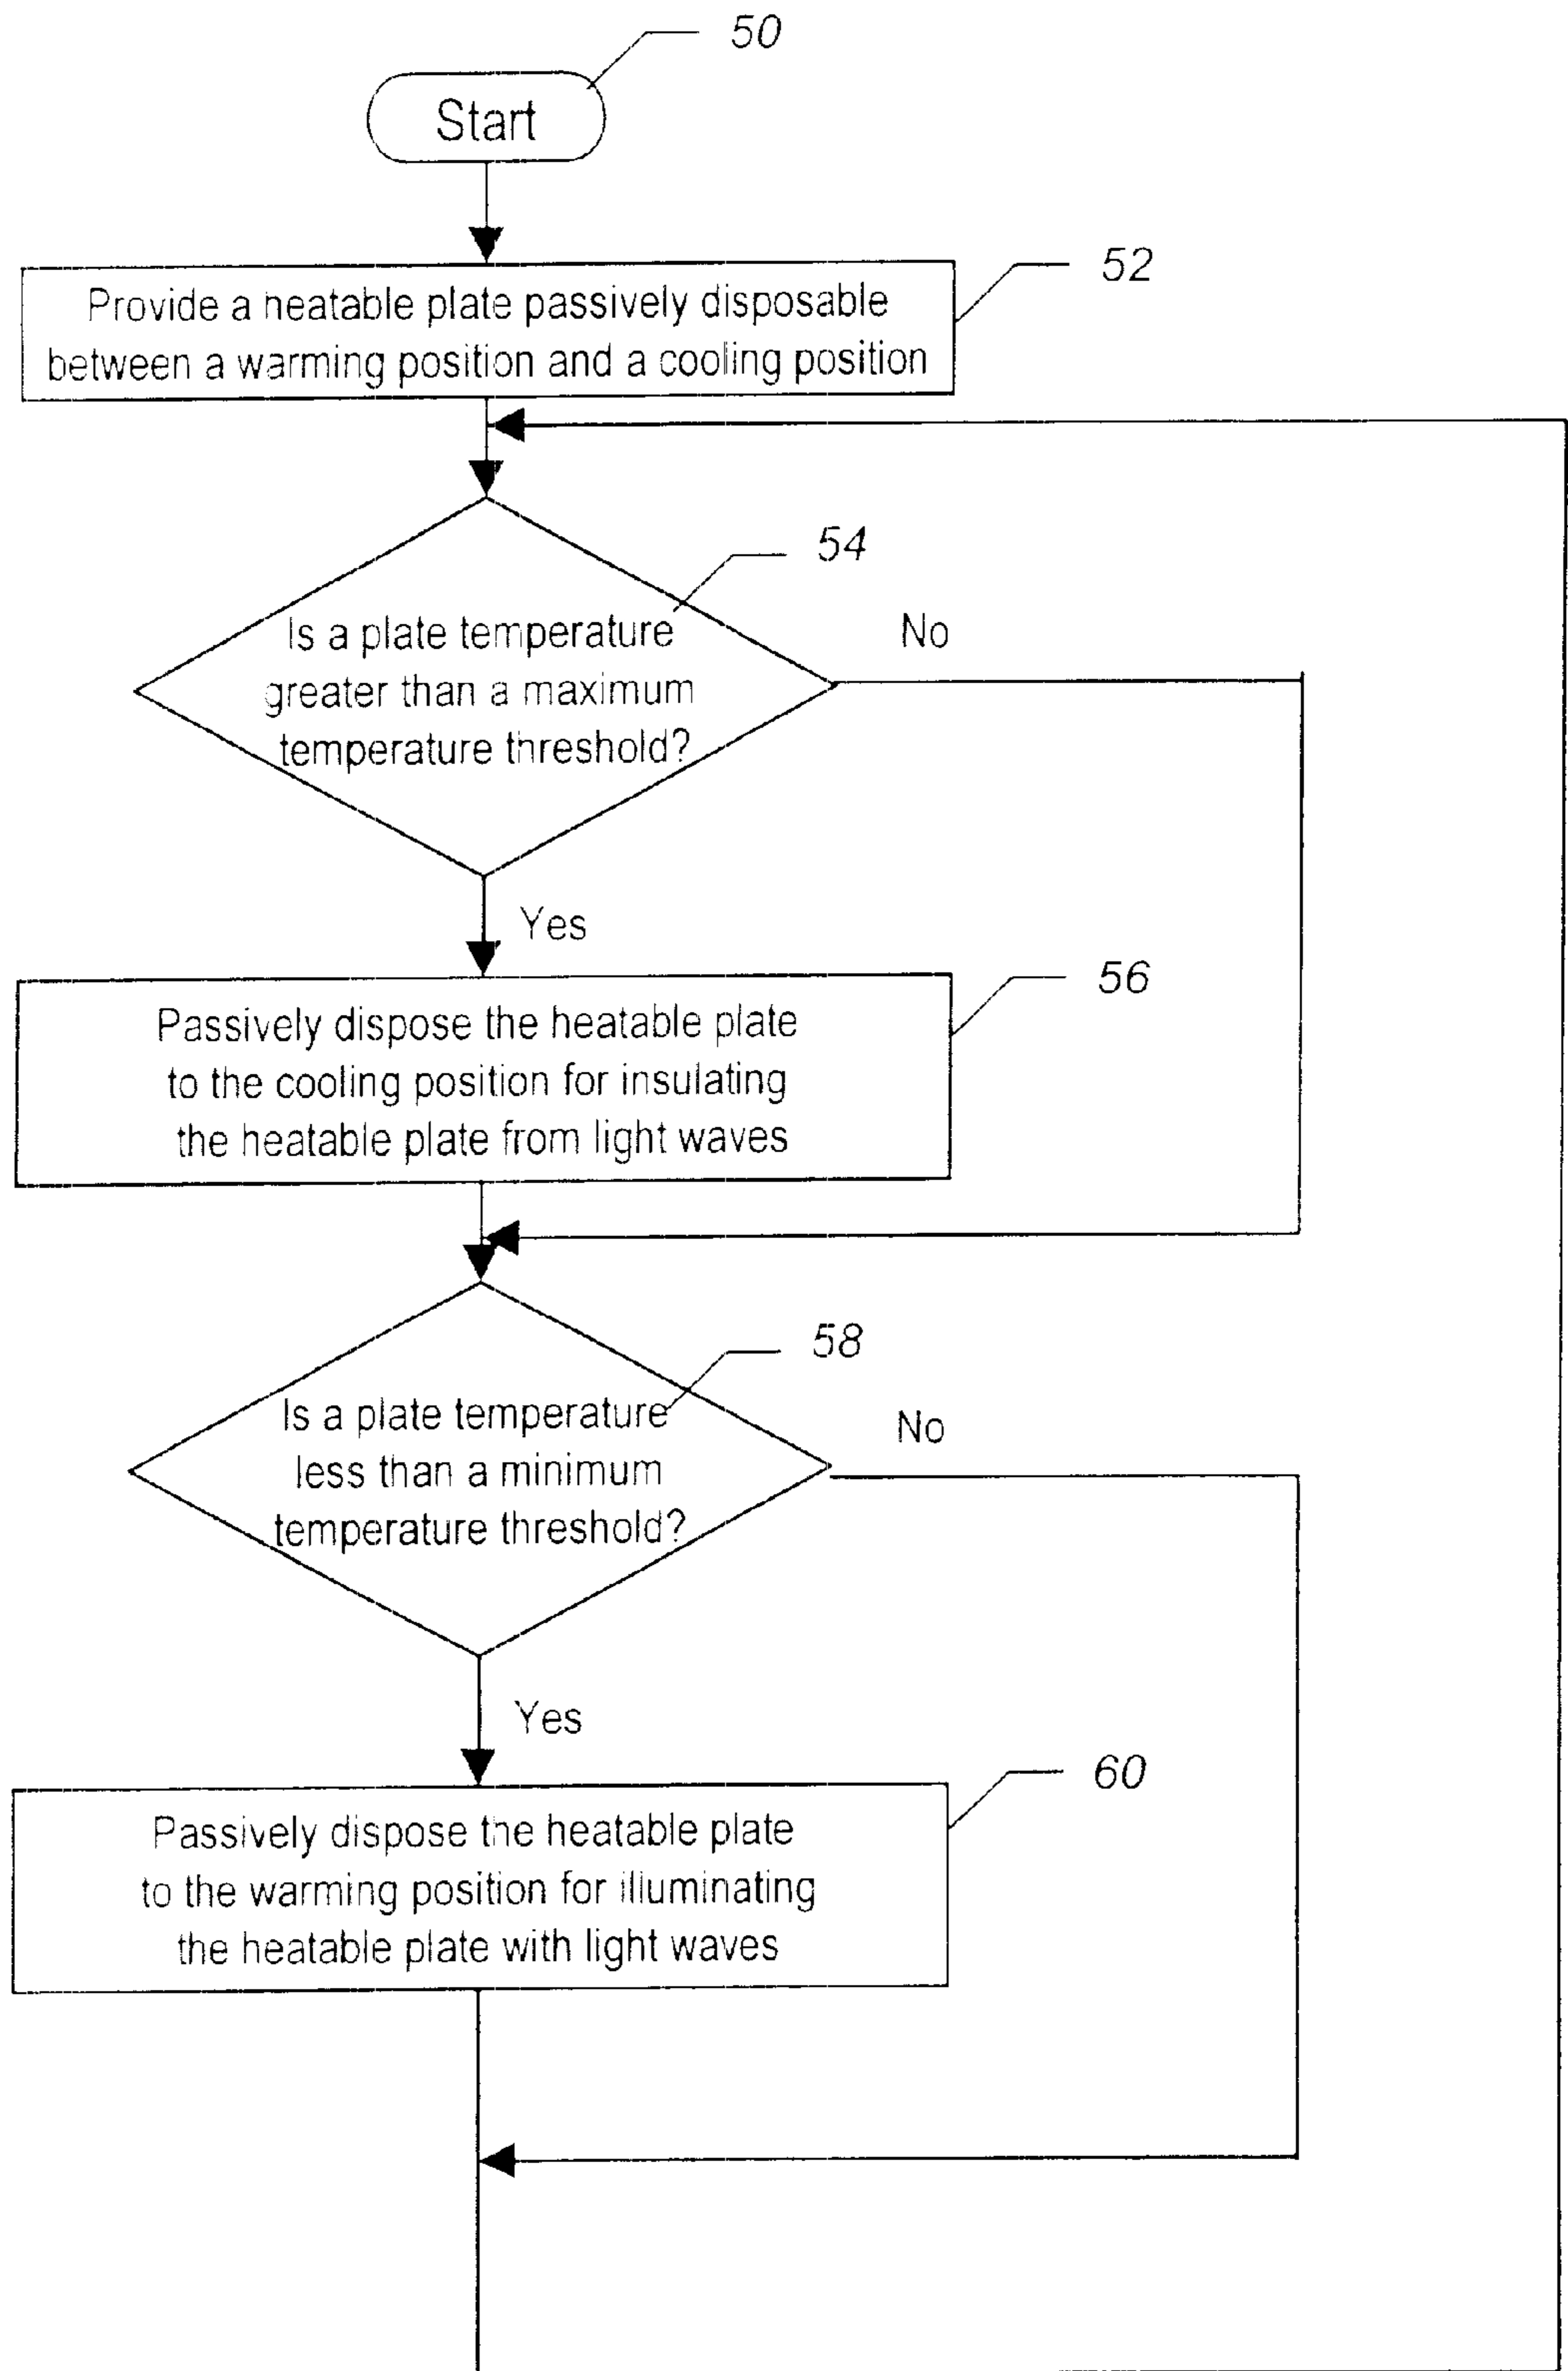 50
Start
52
Provide a heatable plate passively disposable
between a warming position and a cooling position
54
Is a plate temperature
greater than a maximum
temperature threshold?
No
Yes
56
Passively dispose the heatable plate
to the cooling position for insulating
the heatable plate from light waves
58
Is a plate temperature
less than a minimum
temperature threshold?
No
Yes
60
Passively dispose the heatable plate
to the warming position for illuminating
the heatable plate with light waves